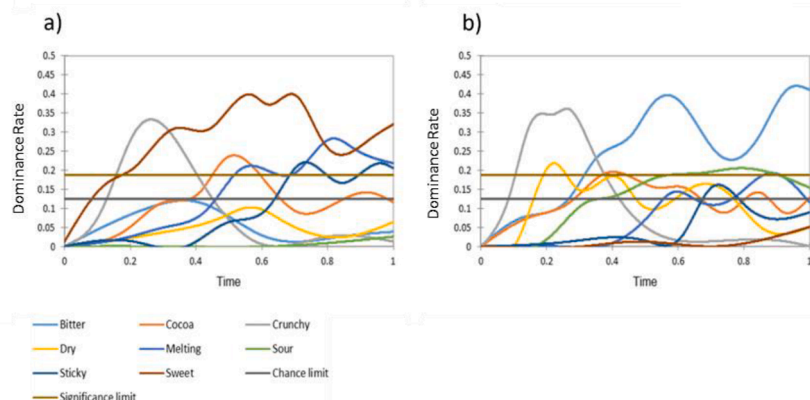 a)
0.5
0.45
0.4
0.35
0.3
0.25
0.2
0.15
0.1
0.05
0
Dominance Rate
0 0.2 0.4 0.6 0.8 1
Time
b)
0.5
0.45
0.4
0.35
0.3
0.25
0.2
0.15
0.1
0.05
0
Dominance Rate
0 0.2 0.4 0.6 0.8 1
Time
Bitter Cocoa Crunchy
Dry Melting Sour
Sticky Sweet Chance limit
Significance limit